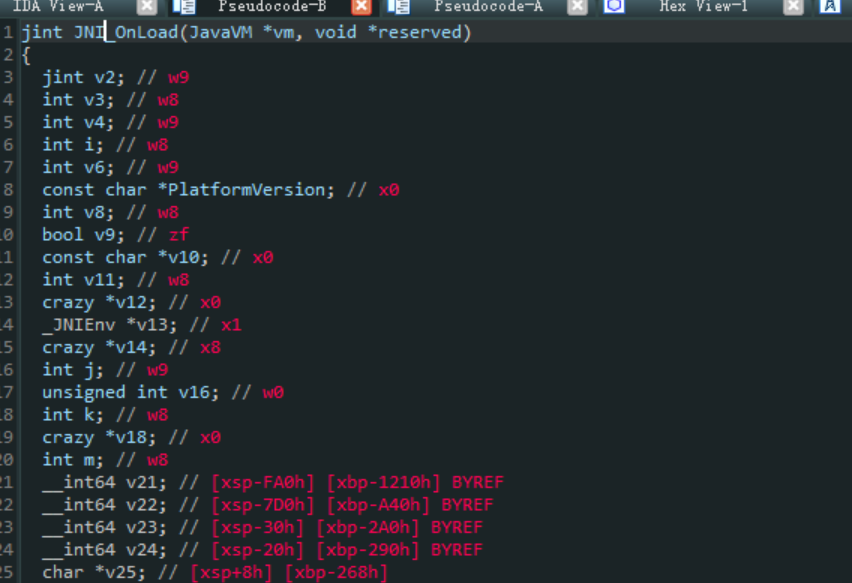 IDA View-A Pseudocode-B Pseudocode-A Hex View-1
1 jint JNI_OnLoad(JavaVM *vm, void *reserved)
2 {
3 jint v2; // w9
4 int v3; // w8
5 int v4; // w9
6 int i; // w8
7 int v6; // w9
8 const char *PlatformVersion; // x0
9 int v8; // w8
10 bool v9; // zf
11 const char *v10; // x0
12 int v11; // w8
13 crazy *v12; // x0
14 _JNIEnv *v13; // x1
15 crazy *v14; // x8
16 int j; // w9
17 unsigned int v16; // w0
18 int k; // w8
19 crazy *v18; // x0
20 int m; // w8
21 __int64 v21; // [xsp-FA0h] [xbp-1210h] BYREF
22 __int64 v22; // [xsp-7D0h] [xbp-A40h] BYREF
23 __int64 v23; // [xsp-30h] [xbp-2A0h] BYREF
24 __int64 v24; // [xsp-20h] [xbp-290h] BYREF
25 char *v25; // [xsp+8h] [xbp-268h]